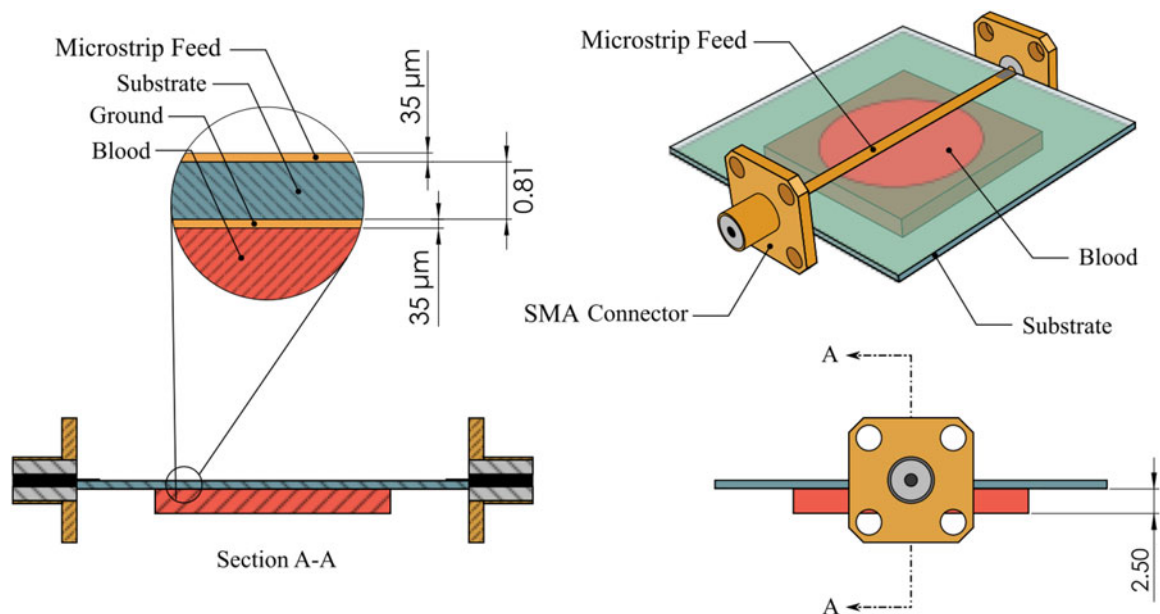 Microstrip Feed
Substrate
Ground
Blood
35 µm
0.81
35 µm
Section A-A
Microstrip Feed
SMA Connector
Blood
Substrate
A
A
2.50